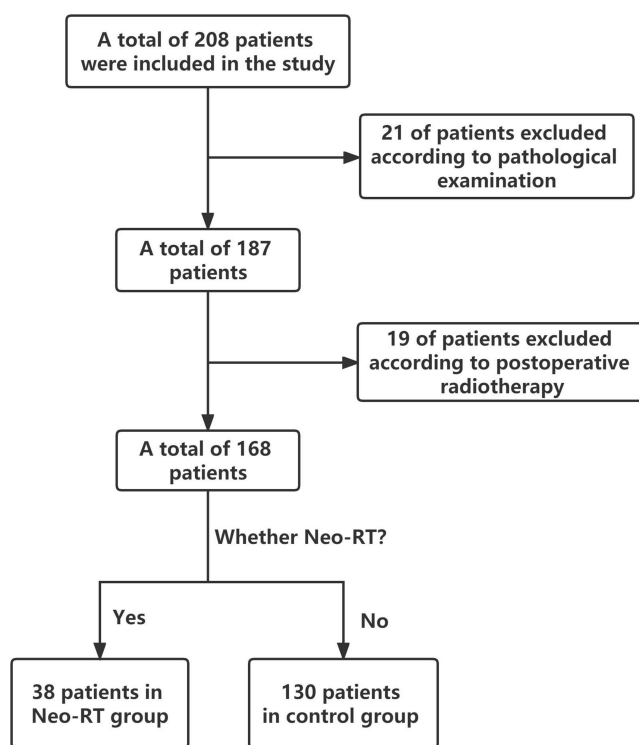 A total of 208 patients
were included in the study
21 of patients excluded
according to pathological
examination
A total of 187
patients
19 of patients excluded
according to postoperative
radiotherapy
A total of 168
patients
Whether Neo-RT?
Yes
No
38 patients in
Neo-RT group
130 patients
in control group